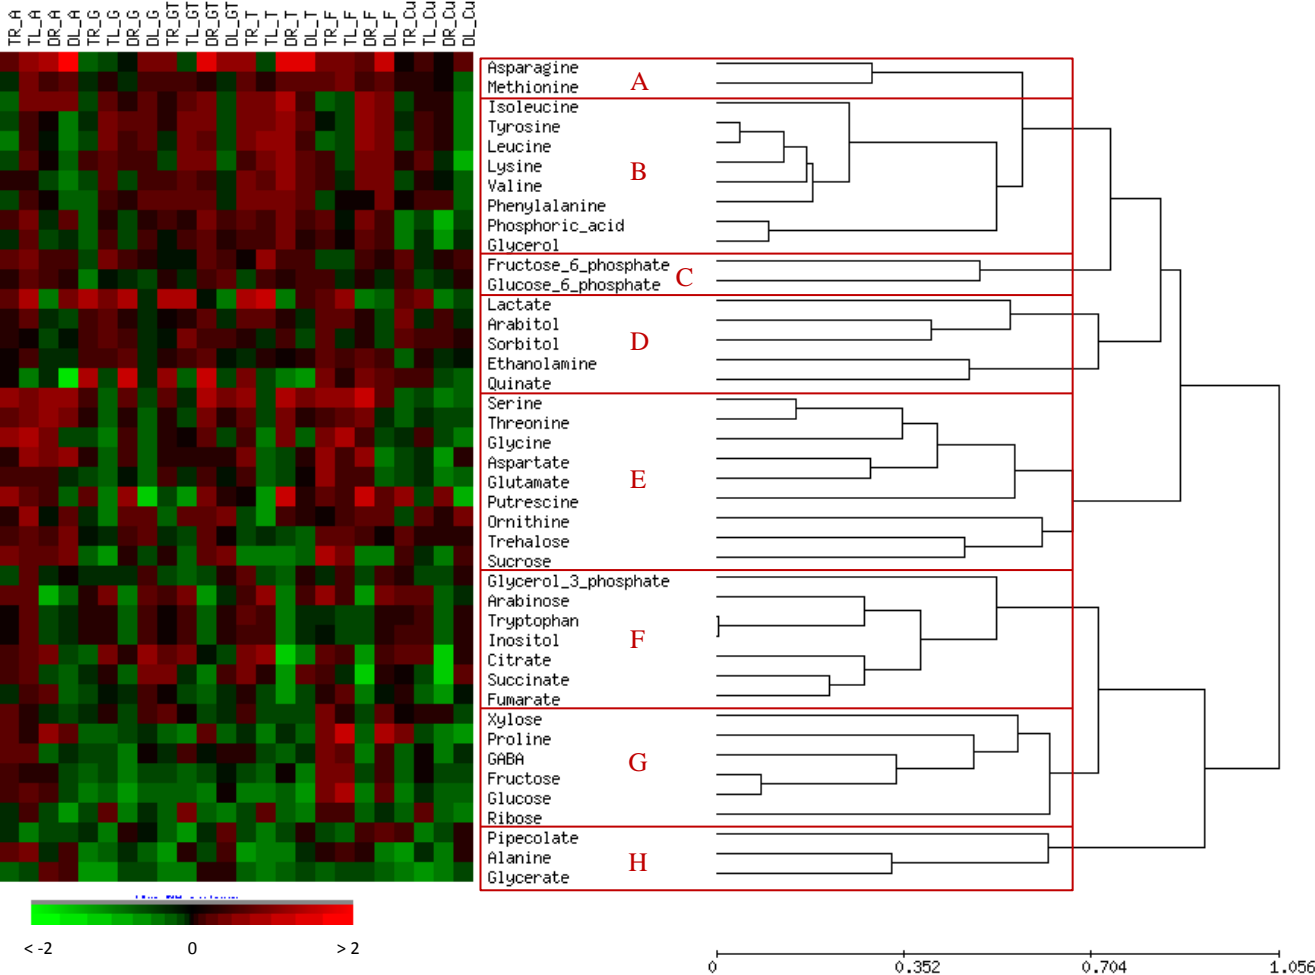 TR_A TL_A DR_A DL_A TR_G TL_G DR_G DL_G TR_GT TL_GT DR_GT DL_GT TR_T TL_T DR_T DL_T TR_F TL_F DR_F DL_F TR_Cu TL_Cu DR_Cu DL_Cu
Asparagine
A
Methionine
Isoleucine
Tyrosine
Leucine
Lysine
B
Valine
Phenylalanine
Phosphoric_acid
Glycerol
Fructose_6_phosphate
C
Glucose_6_phosphate
Lactate
Arabitol
Sorbitol
D
Ethanolamine
Quinate
Serine
Threonine
Glycine
Aspartate
Glutamate
E
Putrescine
Ornithine
Trehalose
Sucrose
Glycerol_3_phosphate
Arabinose
Tryptophan
Inositol
F
Citrate
Succinate
Fumarate
Xylose
Proline
GABA
G
Fructose
Glucose
Ribose
Pipecolate
Alanine
H
Glycerate
< -2 0 > 2
0 0.352 0.704 1.056